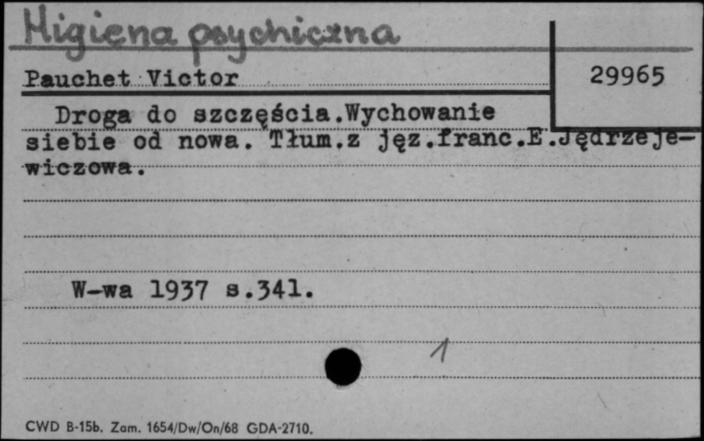 Higiena psychiczna
Pauchet Victor
29965
Droga do szczęścia.Wychowanie
siebie od nowa. Tłum.z jęz.franc.E.Jędrzeje-
wiczowa.
W-wa 1937 s.341.
1
CWD B-15b. Zam. 1654/Dw/On/68 GDA-2710.